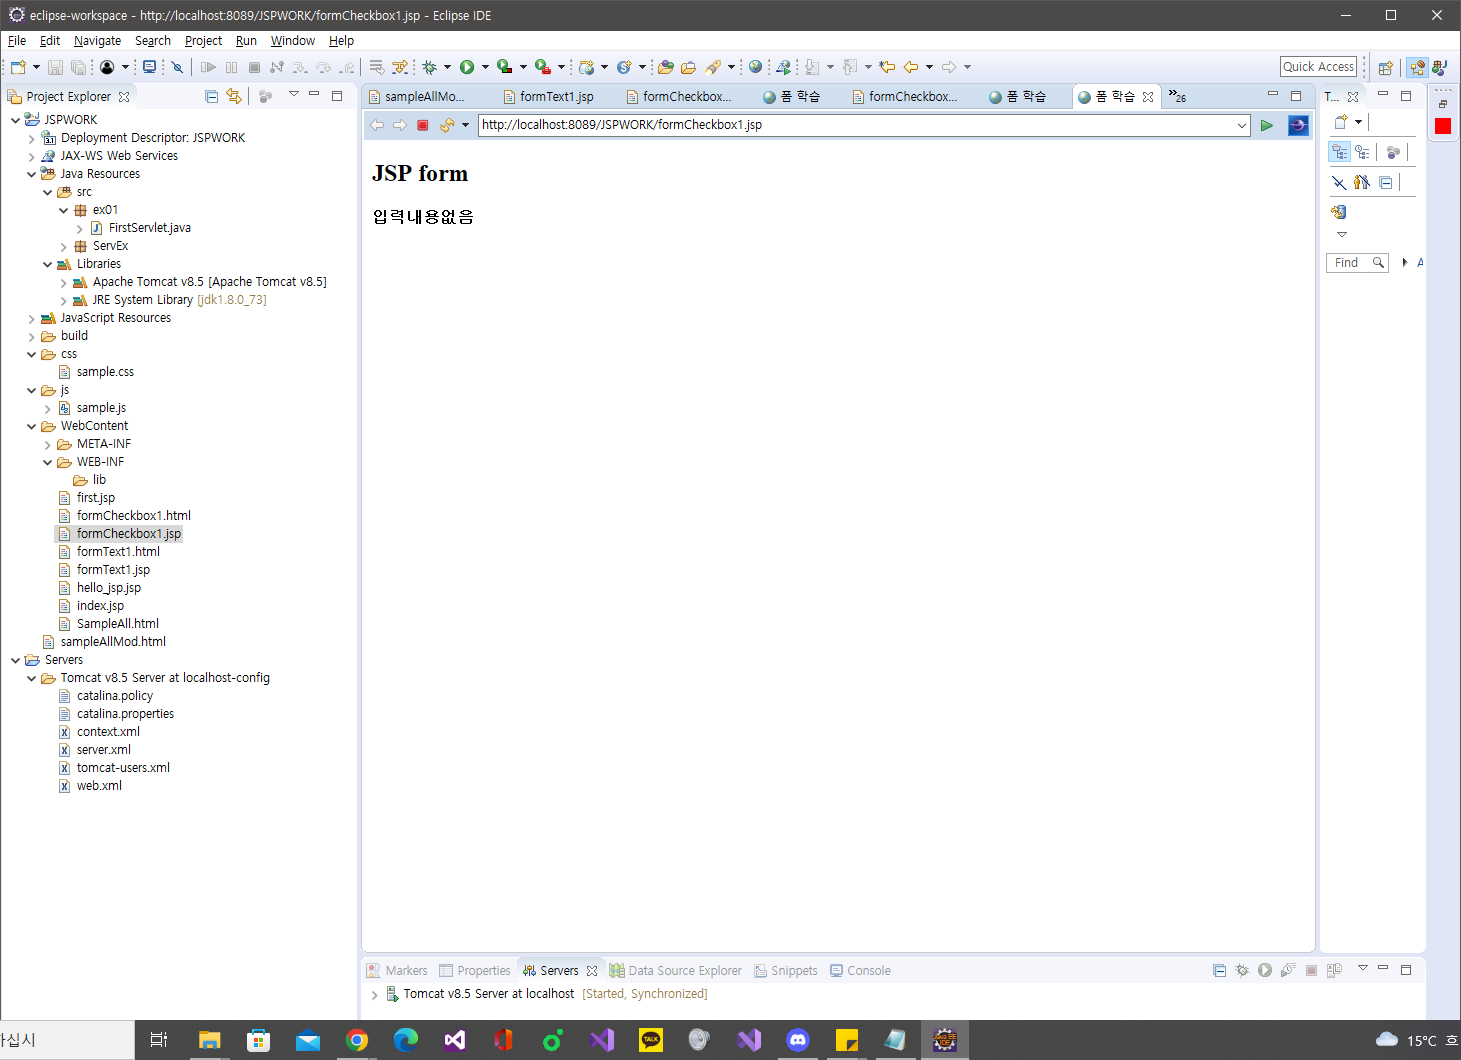 eclipse-workspace - http://localhost:8089/JSPWORK/formCheckbox1.jsp - Eclipse IDE
File Edit Navigate Search Project Run Window Help
Quick Access
Project Explorer
sampleAllMo...
formText1.jsp
formCheckbox...
폼 학습
formCheckbox...
폼 학습
폼 학습
»26
T...
http://localhost:8089/JSPWORK/formCheckbox1.jsp
JSPWORK
Deployment Descriptor: JSPWORK
JAX-WS Web Services
Java Resources
src
ex01
FirstServlet.java
ServEx
Libraries
Apache Tomcat v8.5 [Apache Tomcat v8.5]
JRE System Library [jdk1.8.0_73]
JavaScript Resources
build
css
sample.css
js
sample.js
WebContent
META-INF
WEB-INF
lib
first.jsp
formCheckbox1.html
formCheckbox1.jsp
formText1.html
formText1.jsp
hello_jsp.jsp
index.jsp
SampleAll.html
sampleAllMod.html
Servers
Tomcat v8.5 Server at localhost-config
catalina.policy
catalina.properties
context.xml
server.xml
tomcat-users.xml
web.xml
JSP form
입력내용없음
Find
A
Markers Properties Servers Data Source Explorer Snippets Console
Tomcat v8.5 Server at localhost [Started, Synchronized]
하십시
TALK
Java EE
IDE
15°C 흐